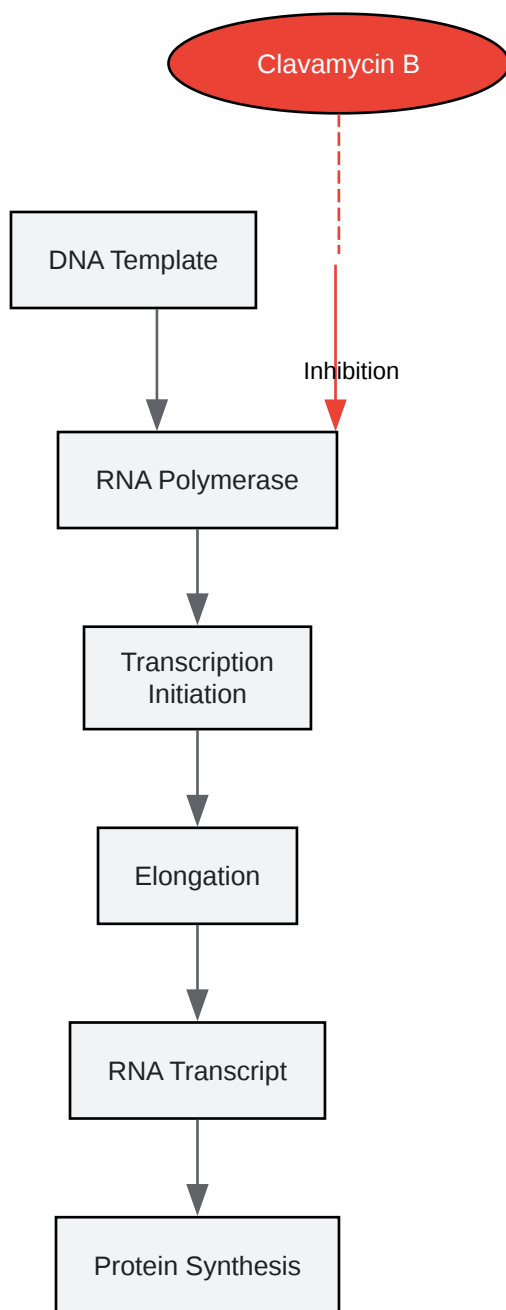 Clavamycin B
DNA Template
Inhibition
RNA Polymerase
Transcription
Initiation
Elongation
RNA Transcript
Protein Synthesis